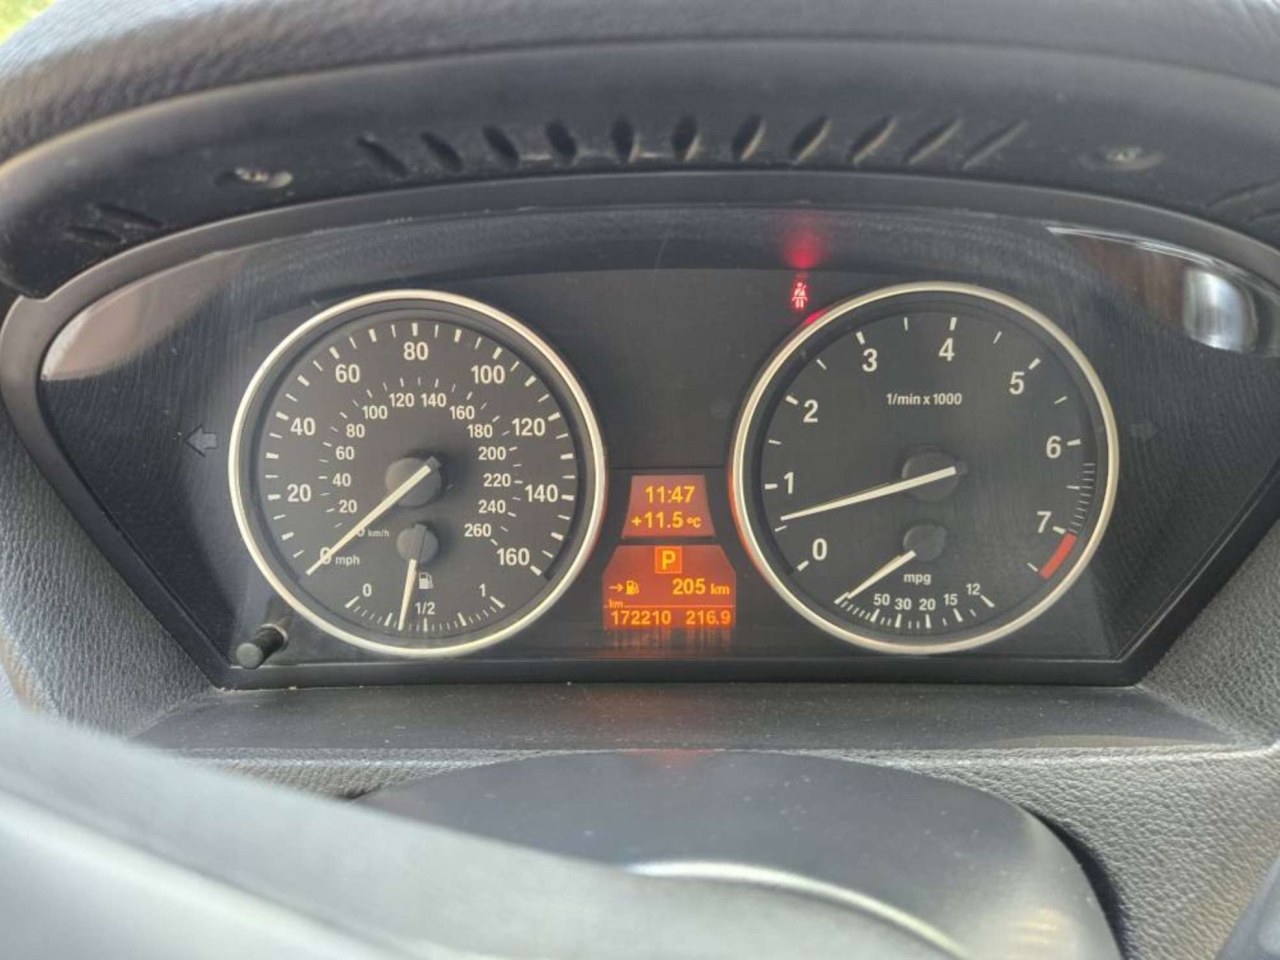 80
60 100
120 140
100 160
40 80 180 120
60 200
20 40 220 140
20 240
km/h 260
0 mph 160
0 1/2 1
11:47
+11.5 °C
P
205 km
km
172210 216.9
4
3 5
1/min x 1000
2 6
1
0 7
mpg
50 30 20 15 12